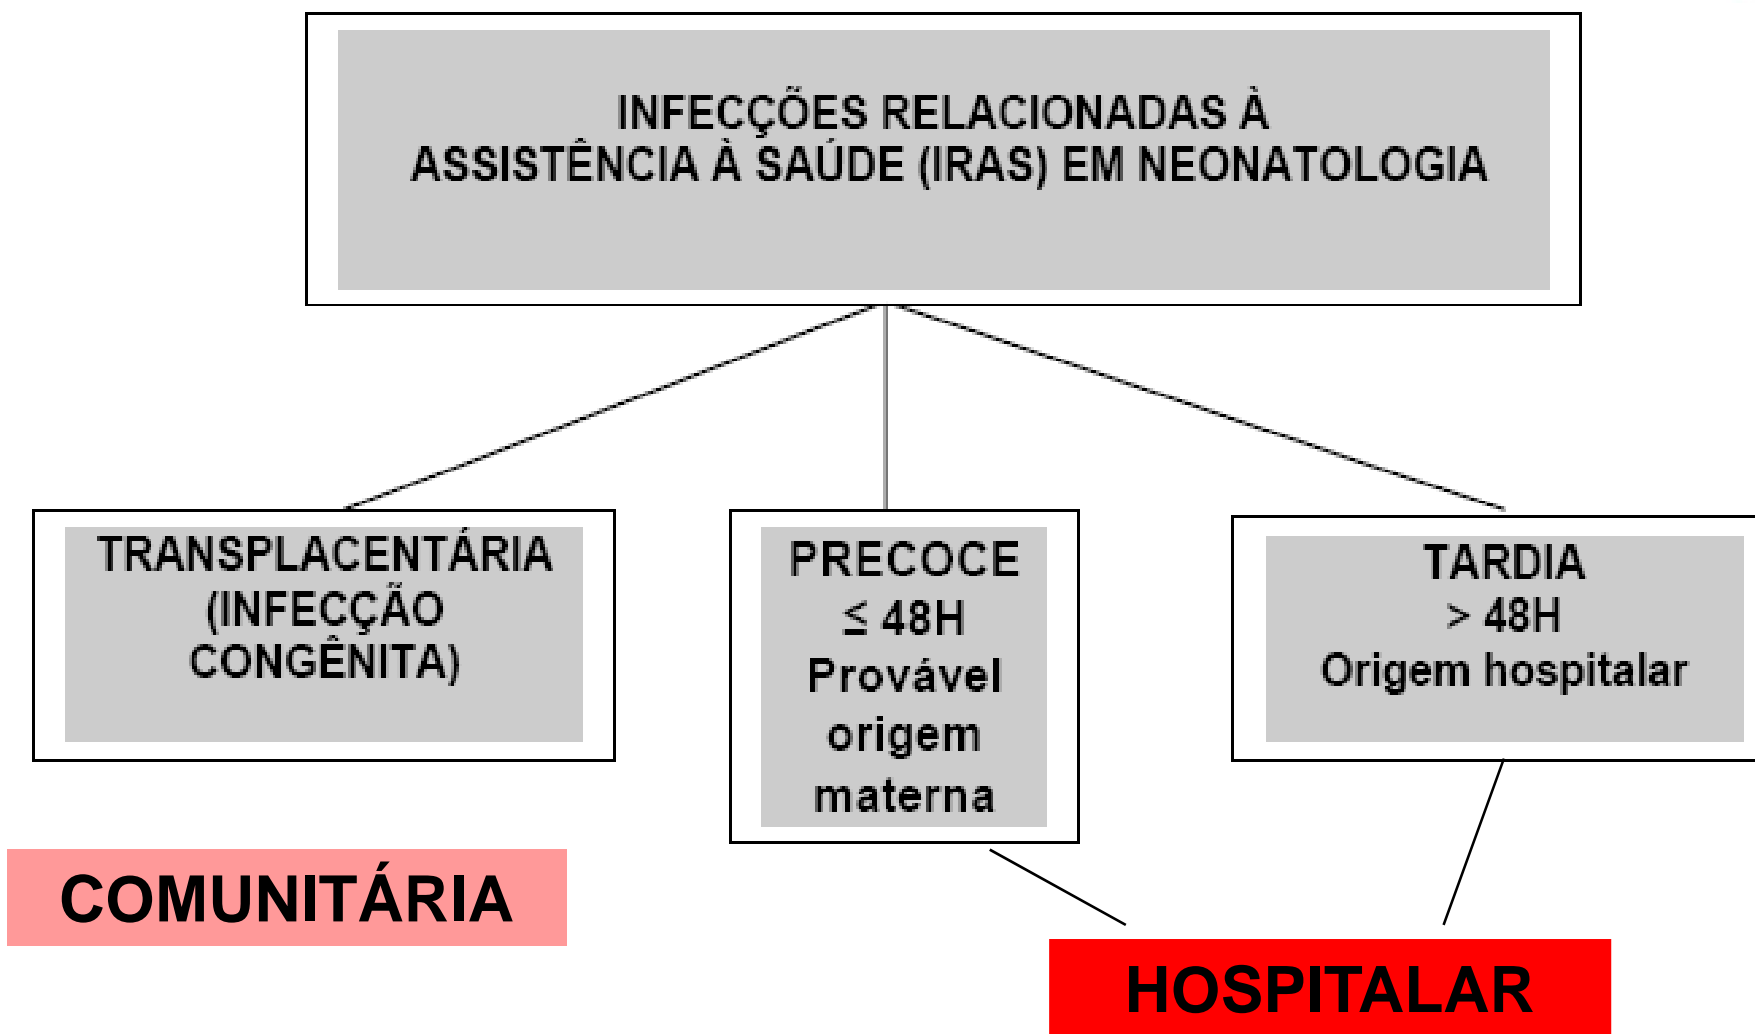 INFECÇÕES RELACIONADAS À
ASSISTÊNCIA À SAÚDE (IRAS) EM NEONATOLOGIA
TRANSPLACENTÁRIA
(INFECÇÃO
CONGÊNITA)
PRECOCE
≤ 48H
Provável
origem
materna
TARDIA
> 48H
Origem hospitalar
COMUNITÁRIA
HOSPITALAR